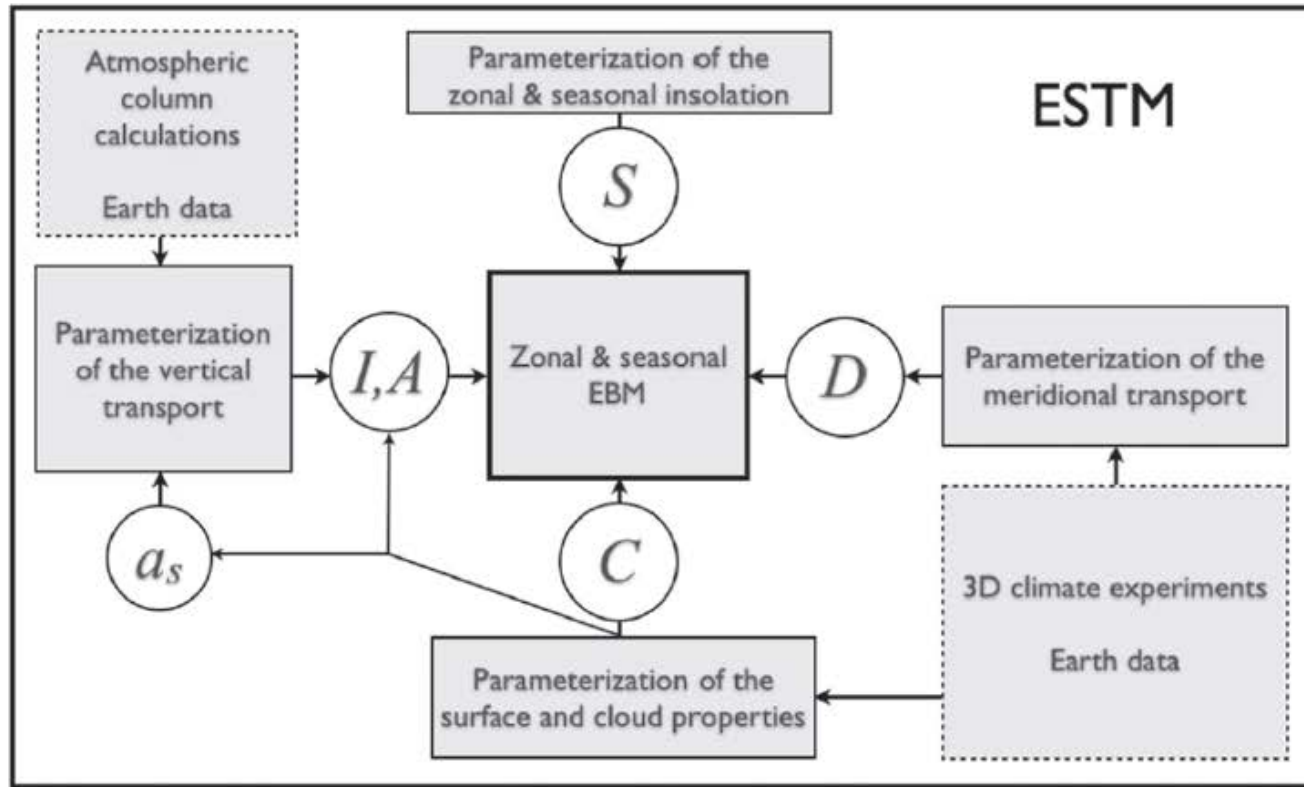 Atmospheric
column
calculations
Earth data
Parameterization of the
zonal & seasonal insolation
ESTM
S
Parameterization
of the vertical
transport
I,A
Zonal & seasonal
EBM
D
Parameterization of the
meridional transport
a_s
C
3D climate experiments
Earth data
Parameterization of the
surface and cloud properties